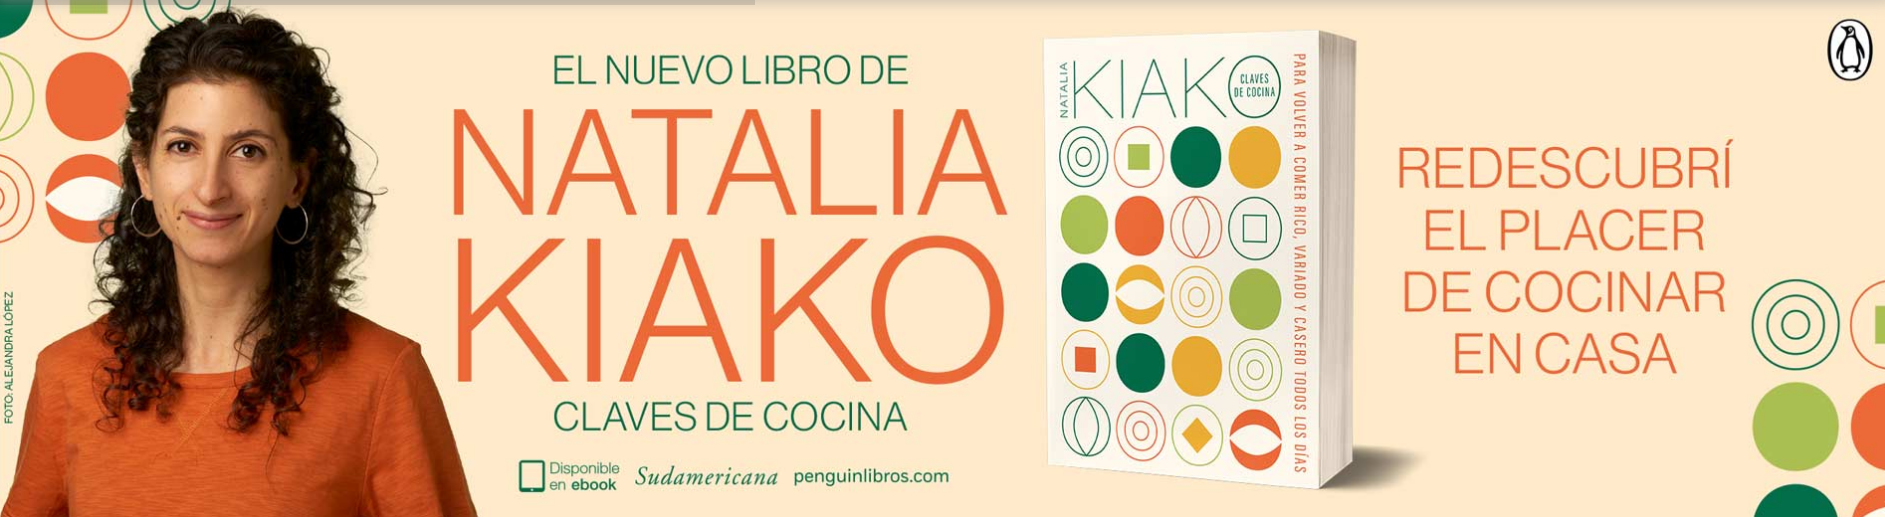 FOTO: ALEJANDRA LÓPEZ
EL NUEVO LIBRO DE
NATALIA
KIAKO
CLAVES DE COCINA
Disponible
en ebook
Sudamericana
penguinlibros.com
NATALIA
KIAKO
CLAVES
DE COCINA
PARA VOLVER A COMER RICO, VARIADO Y CASERO TODOS LOS DÍAS
REDESCUBRÍ
EL PLACER
DE COCINAR
EN CASA